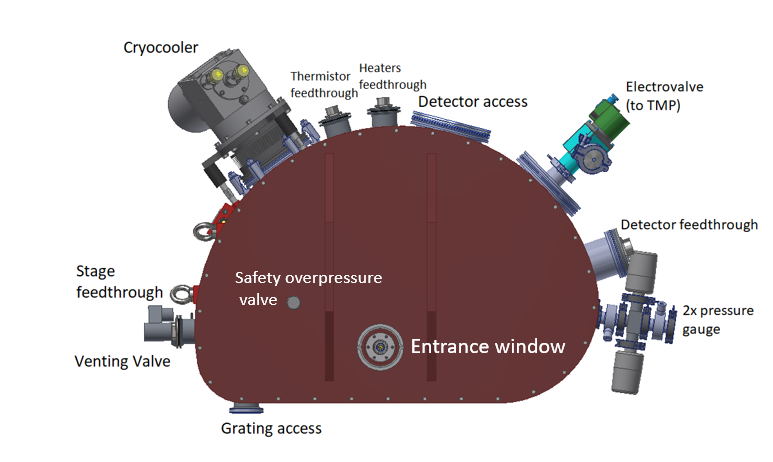 Cryocooler
Thermistor
feedthrough
Heaters
feedthrough
Detector access
Electrovalve
(to TMP)
Detector feedthrough
Stage
feedthrough
Safety overpressure
valve
2x pressure
gauge
Entrance window
Venting Valve
Grating access